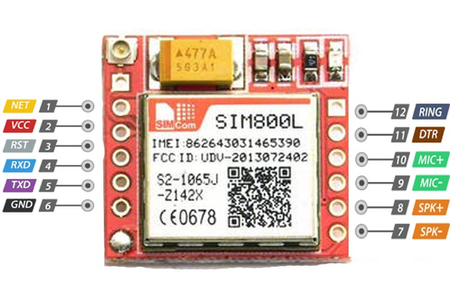 477A
563A1
SIMCom
SIM800L
IMEI:862643031465390
FCC ID: UDV-2013072402
S2-1065J
-Z142X
CE0678
NET 1
VCC 2
RST 3
RXD 4
TXD 5
GND 6
12 RING
11 DTR
10 MIC+
9 MIC-
8 SPK+
7 SPK-